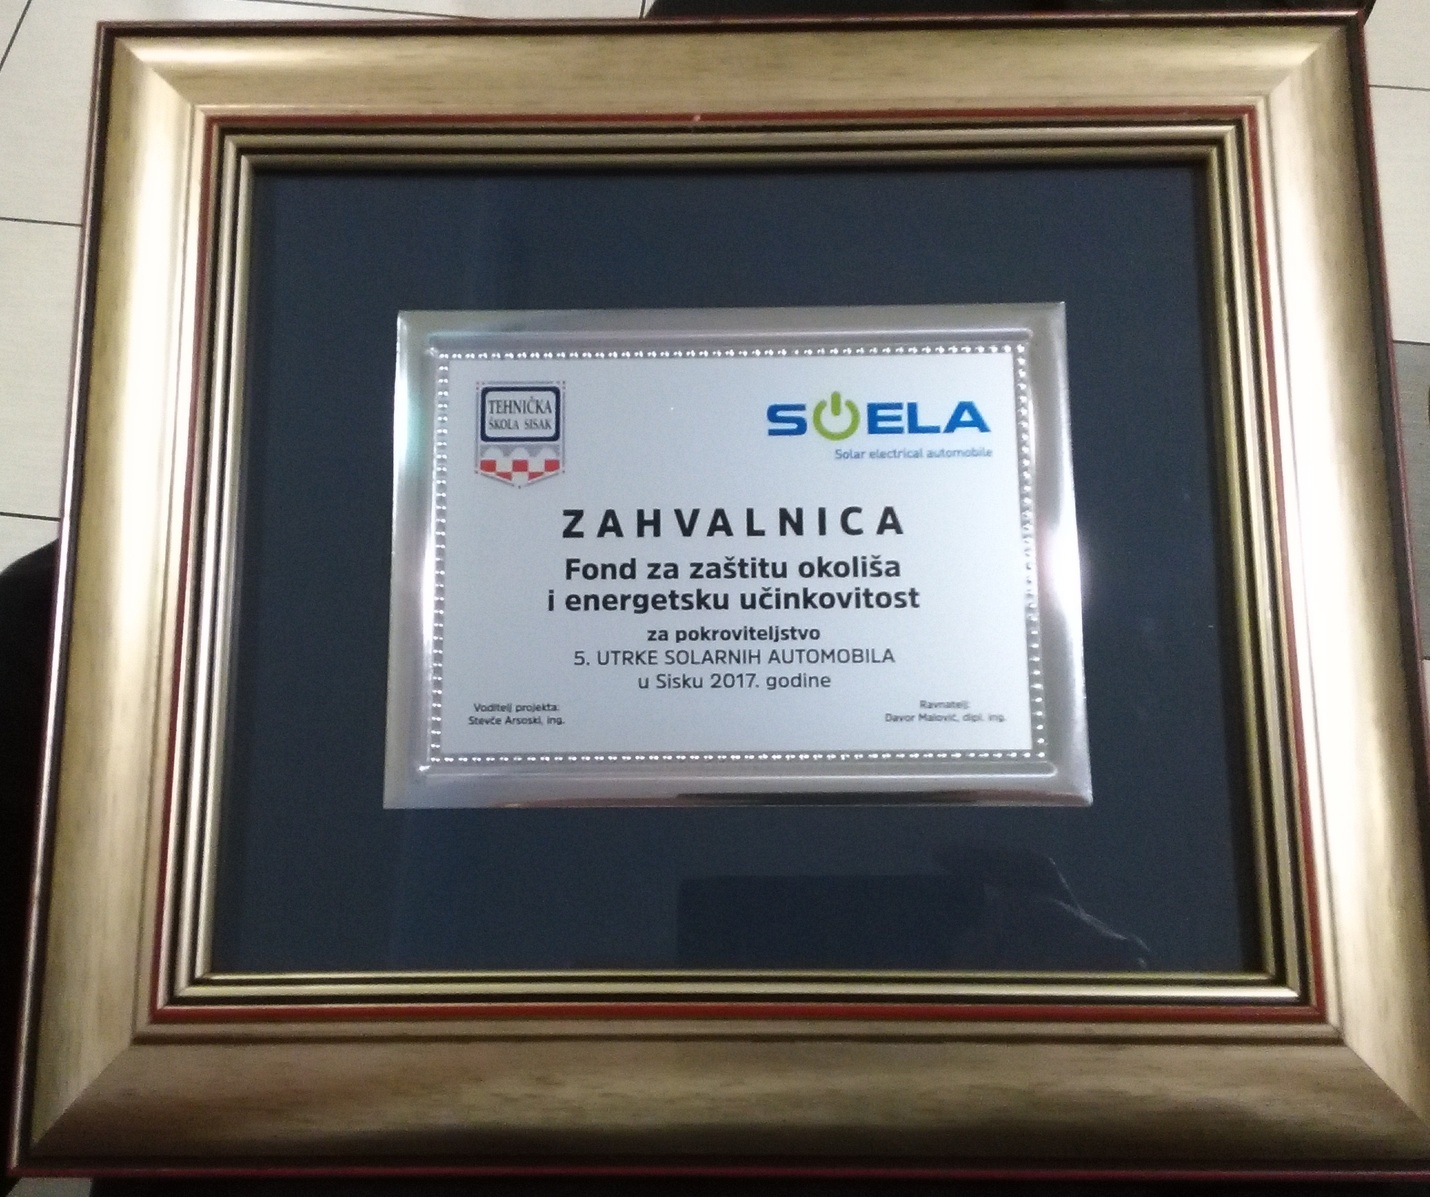 TEHNIČKA
ŠKOLA SISAK
SOELA
Solar electrical automobile
ZAHVALNICA
Fond za zaštitu okoliša
i energetsku učinkovitost
za pokroviteljstvo
5. UTRKE SOLARNIH AUTOMOBILA
u Sisku 2017. godine
Voditelj projekta:
Stevče Arsoski, ing.
Ravnatelj:
Davor Malović, dipl. ing.